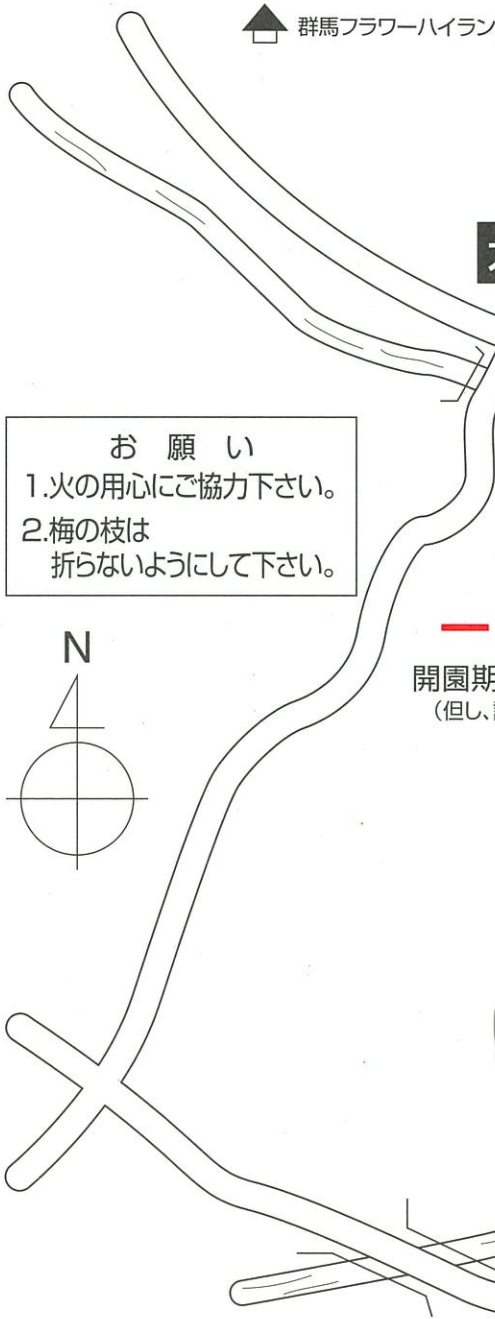 群馬フラワーハイラン
お 願 い
1.火の用心にご協力下さい。
2.梅の枝は
折らないようにして下さい。
N
開園期
(但し、